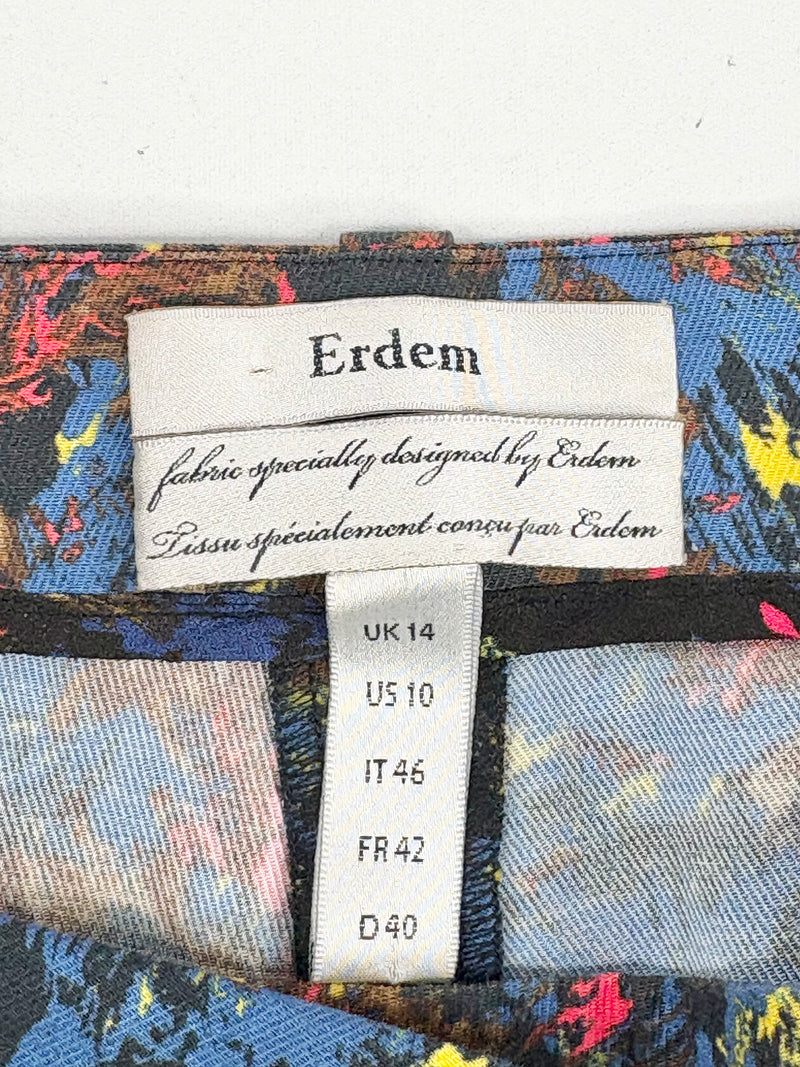 Erdem
fabric specially designed by Erdem
Tissu spécialement conçu par Erdem
UK 14
US 10
IT 46
FR 42
D 40